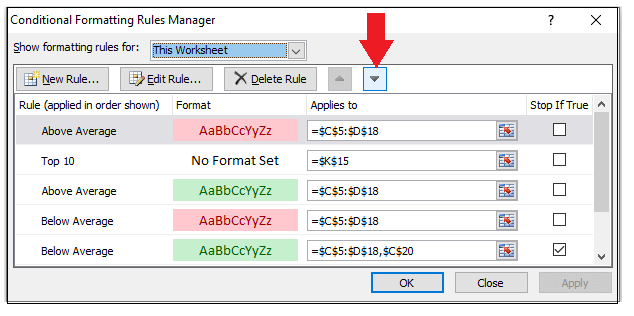 Conditional Formatting Rules Manager ? ×
Show formatting rules for: This Worksheet
New Rule... Edit Rule... Delete Rule
Rule (applied in order shown) Format Applies to Stop If True
Above Average AaBbCcYyZz =$C$5:$D$18
Top 10 No Format Set =$K$15
Above Average AaBbCcYyZz =$C$5:$D$18
Below Average AaBbCcYyZz =$C$5:$D$18
Below Average AaBbCcYyZz =$C$5:$D$18,$C$20
OK Close Apply